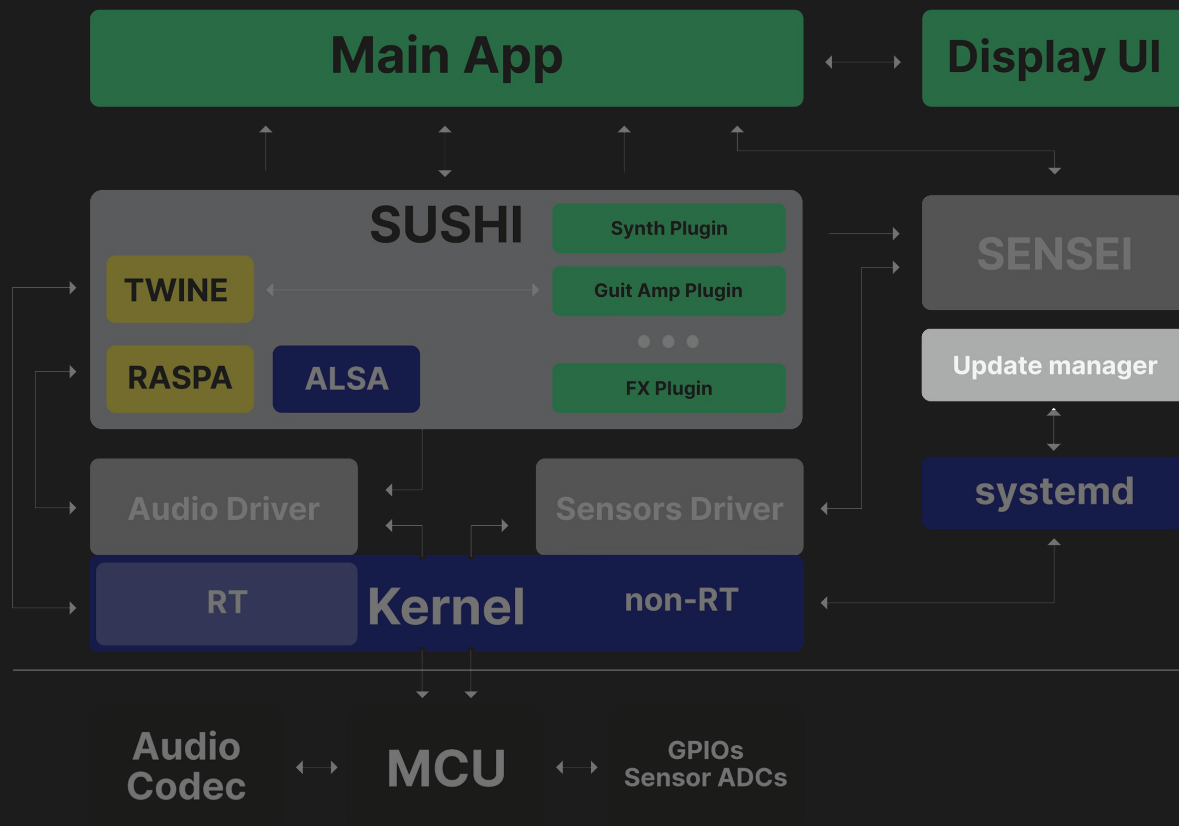 Main App
Display UI
SUSHI
Synth Plugin
SENSEI
TWINE
Guit Amp Plugin
Update manager
RASPA
ALSA
FX Plugin
Audio Driver
Sensors Driver
systemd
RT
Kernel
non-RT
Audio
Codec
MCU
GPIOs
Sensor ADCs